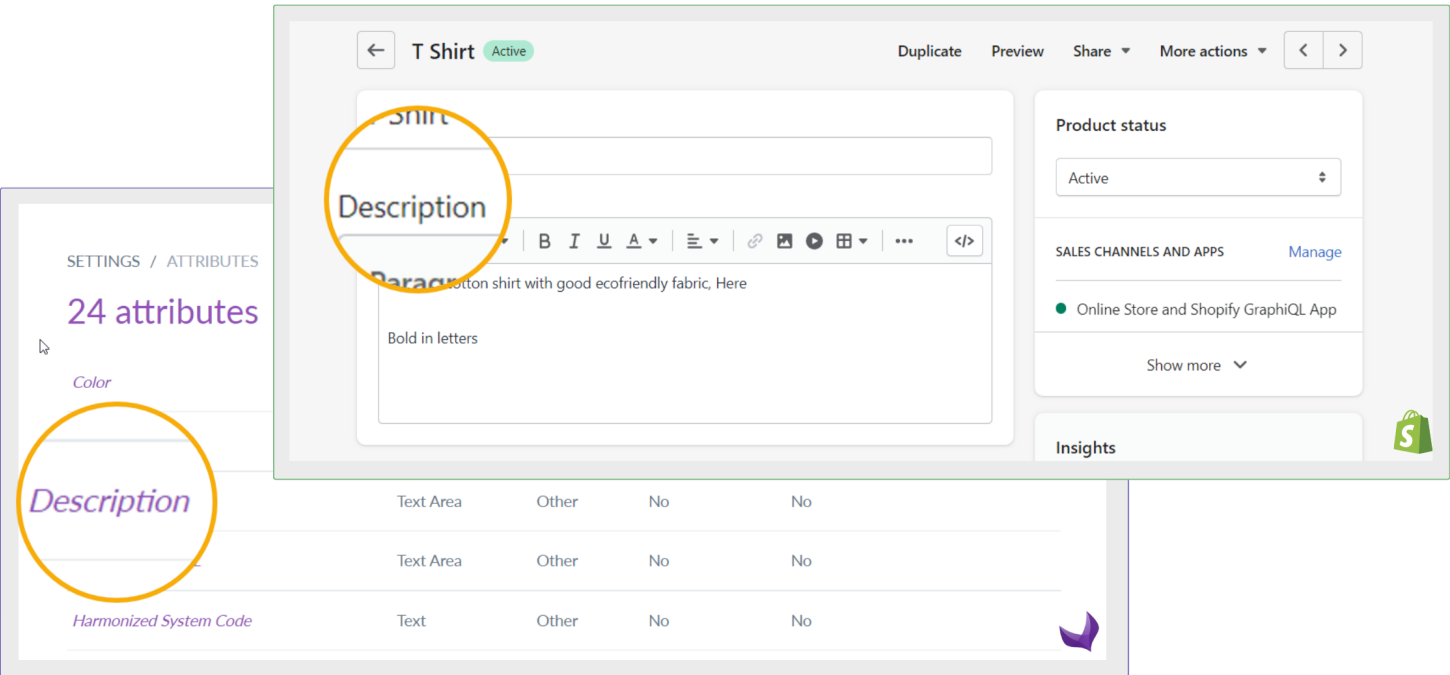 T Shirt Active Duplicate Preview Share More actions
Shirt
Description
B I U A </>
cotton shirt with good ecofriendly fabric, Here
Bold in letters
Product status
Active
SALES CHANNELS AND APPS Manage
Online Store and Shopify GraphiQL App
Show more
Insights
SETTINGS / ATTRIBUTES
24 attributes
Color
Description Text Area Other No No
Text Area Other No No
Harmonized System Code Text Other No No